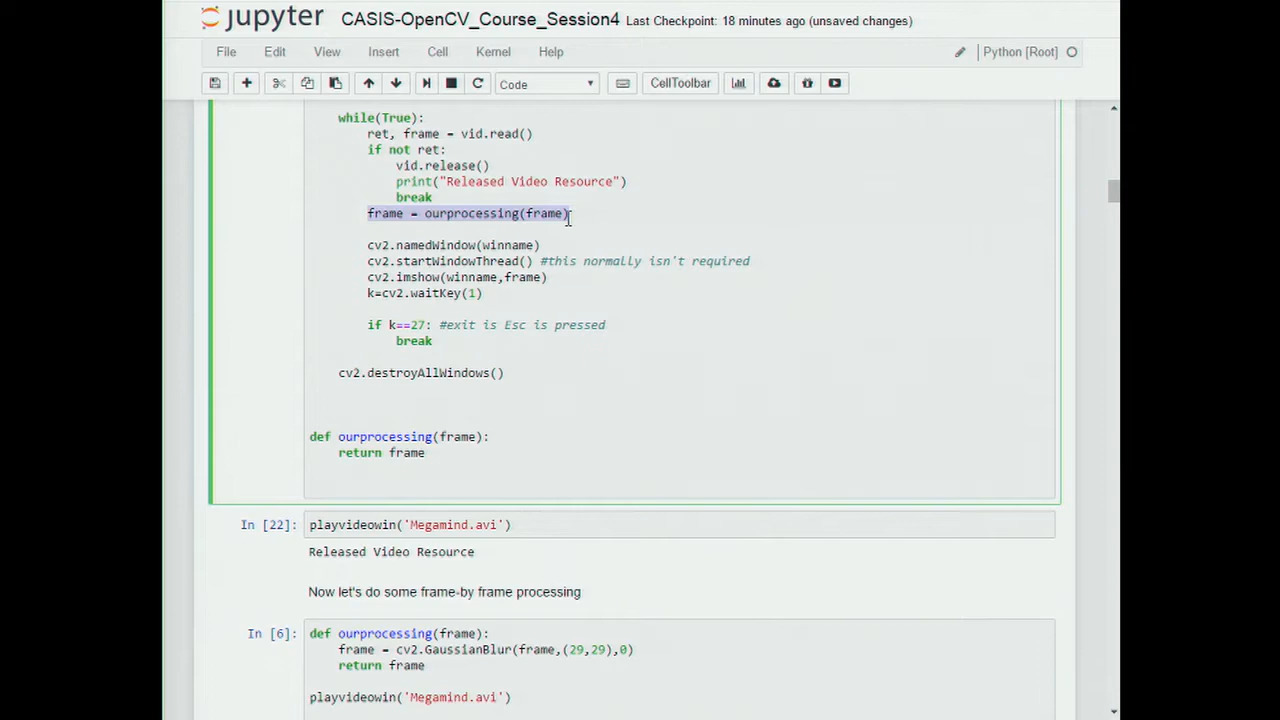 jupyter CASIS-OpenCV_Course_Session4 Last Checkpoint: 18 minutes ago (unsaved changes)
File Edit View Insert Cell Kernel Help Python [Root]
Code CellToolbar
while(True):
ret, frame = vid.read()
if not ret:
vid.release()
print("Released Video Resource")
break
frame = ourprocessing(frame)
cv2.namedWindow(winname)
cv2.startWindowThread() #this normally isn't required
cv2.imshow(winname,frame)
k=cv2.waitKey(1)
if k==27: #exit is Esc is pressed
break
cv2.destroyAllWindows()
def ourprocessing(frame):
return frame
In [22]: playvideowin('Megamind.avi')
Released Video Resource
Now let's do some frame-by frame processing
In [6]: def ourprocessing(frame):
frame = cv2.GaussianBlur(frame,(29,29),0)
return frame
playvideowin('Megamind.avi')